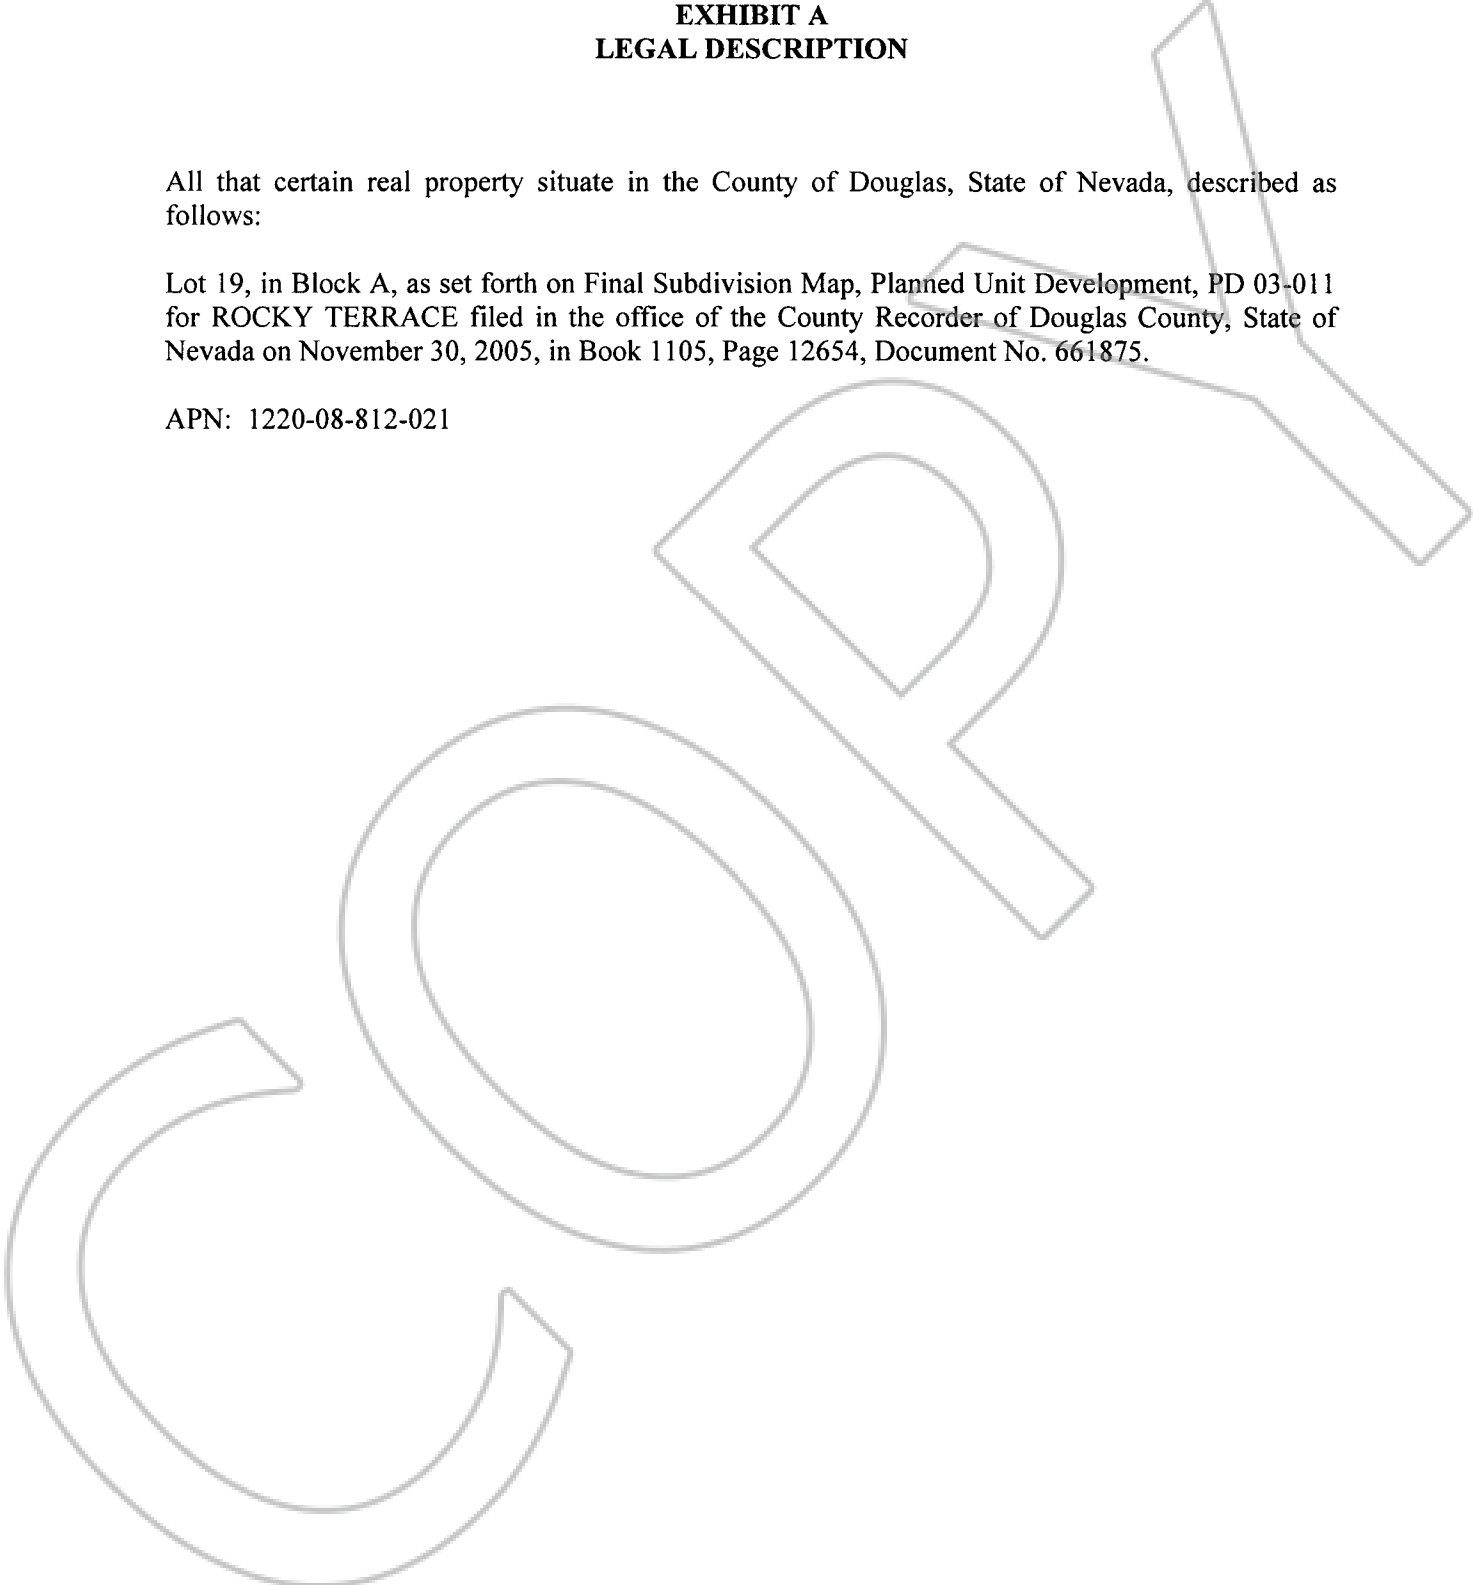 EXHIBIT A
LEGAL DESCRIPTION
All that certain real property situate in the County of Douglas, State of Nevada, described as
follows:
Lot 19, in Block A, as set forth on Final Subdivision Map, Planned Unit Development, PD 03-011
for ROCKY TERRACE filed in the office of the County Recorder of Douglas County, State of
Nevada on November 30, 2005, in Book 1105, Page 12654, Document No. 661875.
APN: 1220-08-812-021
COPY